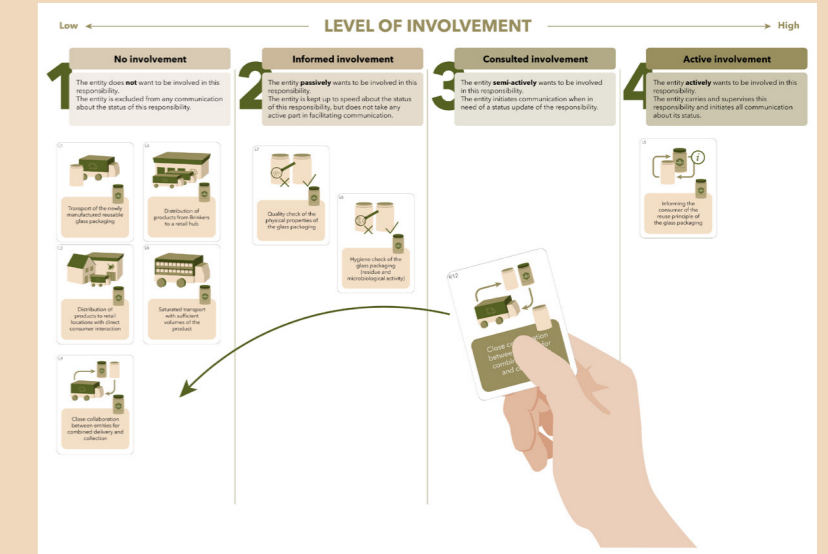 LEVEL OF INVOLVEMENT
Low
High
1
No involvement
The entity does not want to be involved in this
responsibility.
The entity is excluded from any communication
about the status of this responsibility.
2
Informed involvement
The entity passively wants to be involved in this
responsibility.
The entity is kept up to speed about the status
of this responsibility, but does not take any
active part in facilitating communication.
3
Consulted involvement
The entity semi-actively wants to be involved
in this responsibility.
The entity initiates communication when in
need of a status update of the responsibility.
4
Active involvement
The entity actively wants to be involved in this
responsibility.
The entity carries and supervises this
responsibility and initiates all communication
about its status.
Transport of the newly
manufactured reusable
glass packaging
Distribution of
products from Brinkers
to a retail hub
Distribution of
products to retail
locations with direct
consumer interaction
Saturated transport
with sufficient
volumes of the
product
Close collaboration
between entities for
combined delivery and
collection
Quality check of the
physical properties of
the glass packaging
Hygiene check of the
glass packaging
(residue and
microbiological activity)
Informing the
consumer of the
reuse principle of
the glass packaging
i
Close
between
for
and